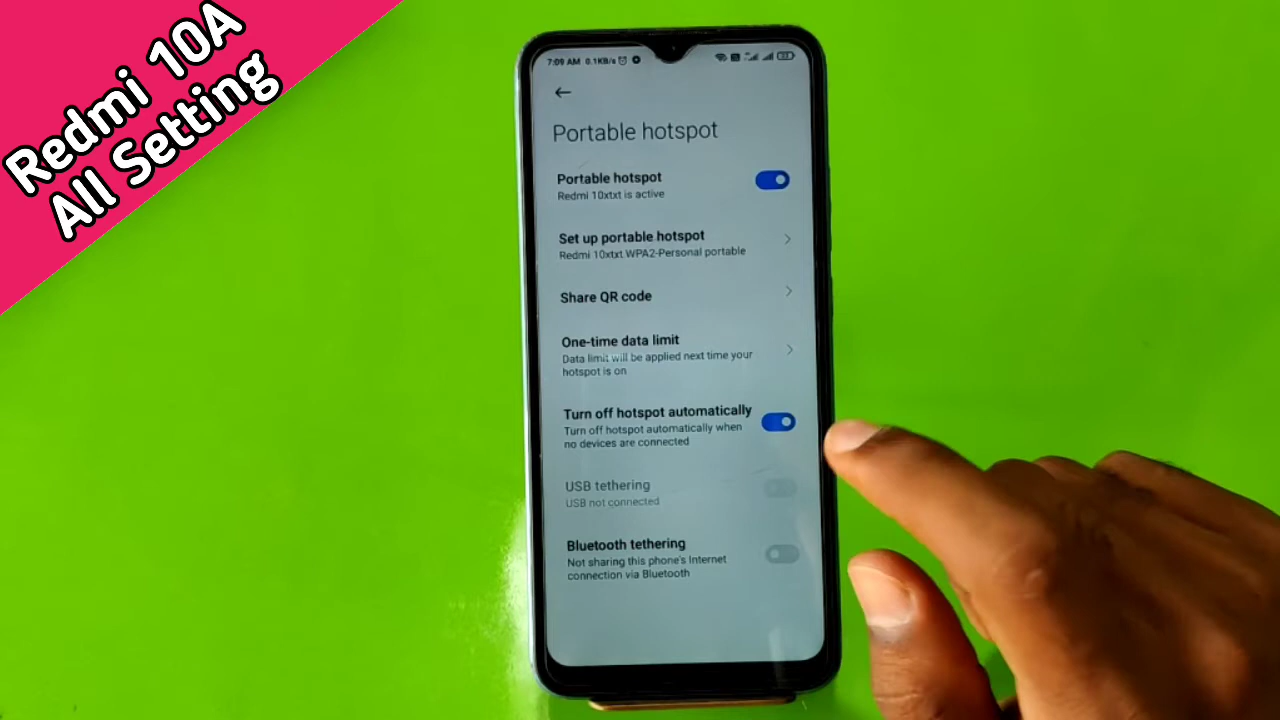 Redmi 10A
All Setting
7:09 AM 0.1KB/s
Portable hotspot
Portable hotspot
Redmi 10xtxt is active
Set up portable hotspot
Redmi 10xtxt WPA2-Personal portable
Share QR code
One-time data limit
Data limit will be applied next time your
hotspot is on
Turn off hotspot automatically
Turn off hotspot automatically when
no devices are connected
USB tethering
USB not connected
Bluetooth tethering
Not sharing this phone's Internet
connection via Bluetooth